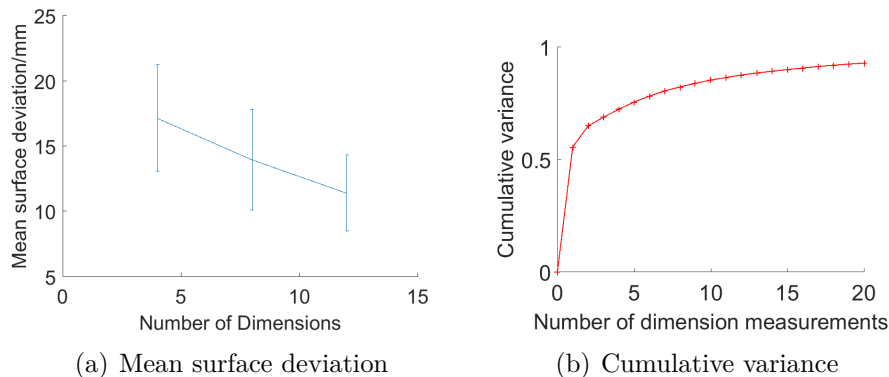 Mean surface deviation/mm
25
20
15
10
5
0
5
10
15
Number of Dimensions
(a) Mean surface deviation
Cumulative variance
1
0.5
0
0
5
10
15
20
Number of dimension measurements
(b) Cumulative variance